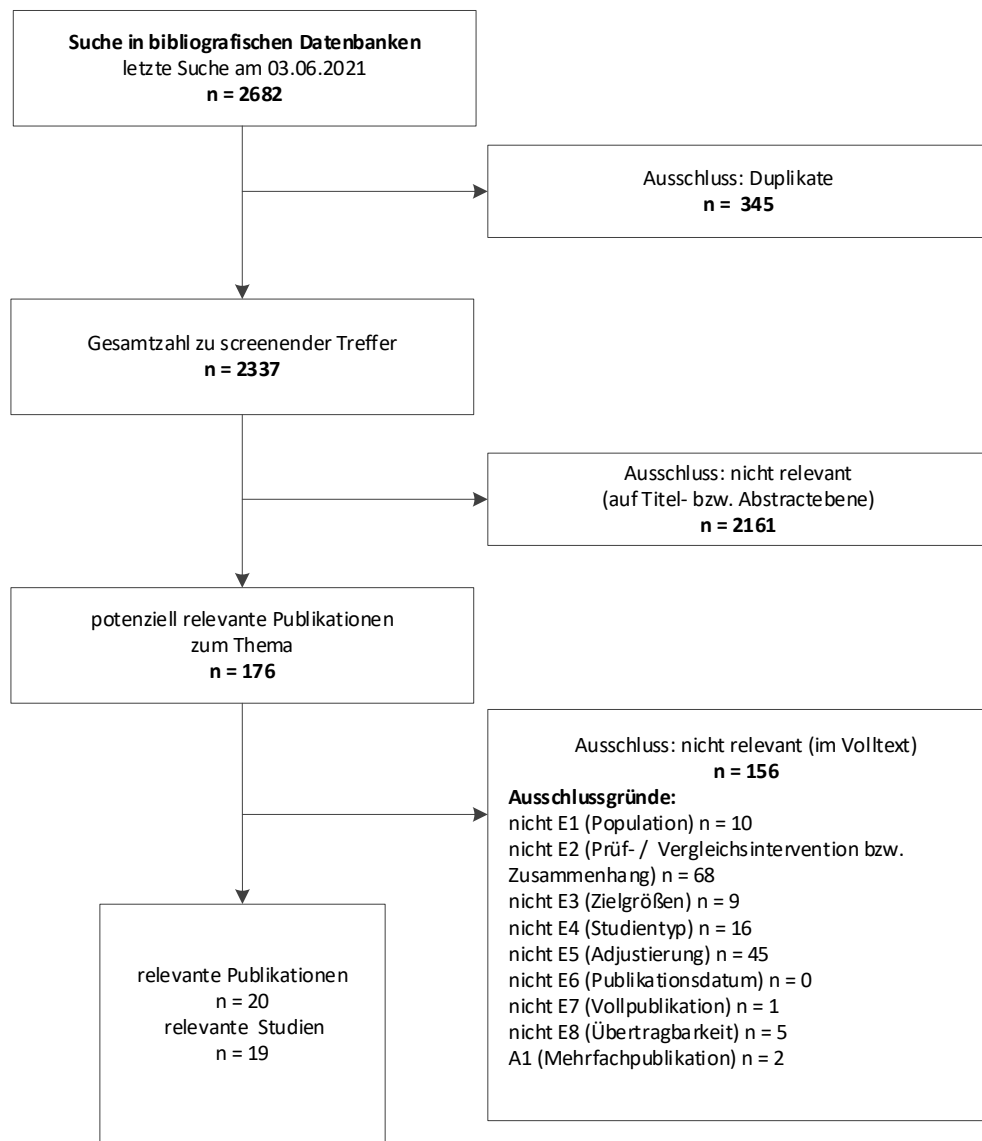 Suche in bibliografischen Datenbanken
letzte Suche am 03.06.2021
n = 2682
Ausschluss: Duplikate
n = 345
Gesamtzahl zu screenender Treffer
n = 2337
Ausschluss: nicht relevant
(auf Titel- bzw. Abstractebene)
n = 2161
potenziell relevante Publikationen
zum Thema
n = 176
Ausschluss: nicht relevant (im Volltext)
n = 156
Ausschlussgründe:
nicht E1 (Population) n = 10
nicht E2 (Prüf- / Vergleichsintervention bzw.
Zusammenhang) n = 68
nicht E3 (Zielgrößen) n = 9
nicht E4 (Studientyp) n = 16
nicht E5 (Adjustierung) n = 45
nicht E6 (Publikationsdatum) n = 0
nicht E7 (Vollpublikation) n = 1
nicht E8 (Übertragbarkeit) n = 5
A1 (Mehrfachpublikation) n = 2
relevante Publikationen
n = 20
relevante Studien
n = 19